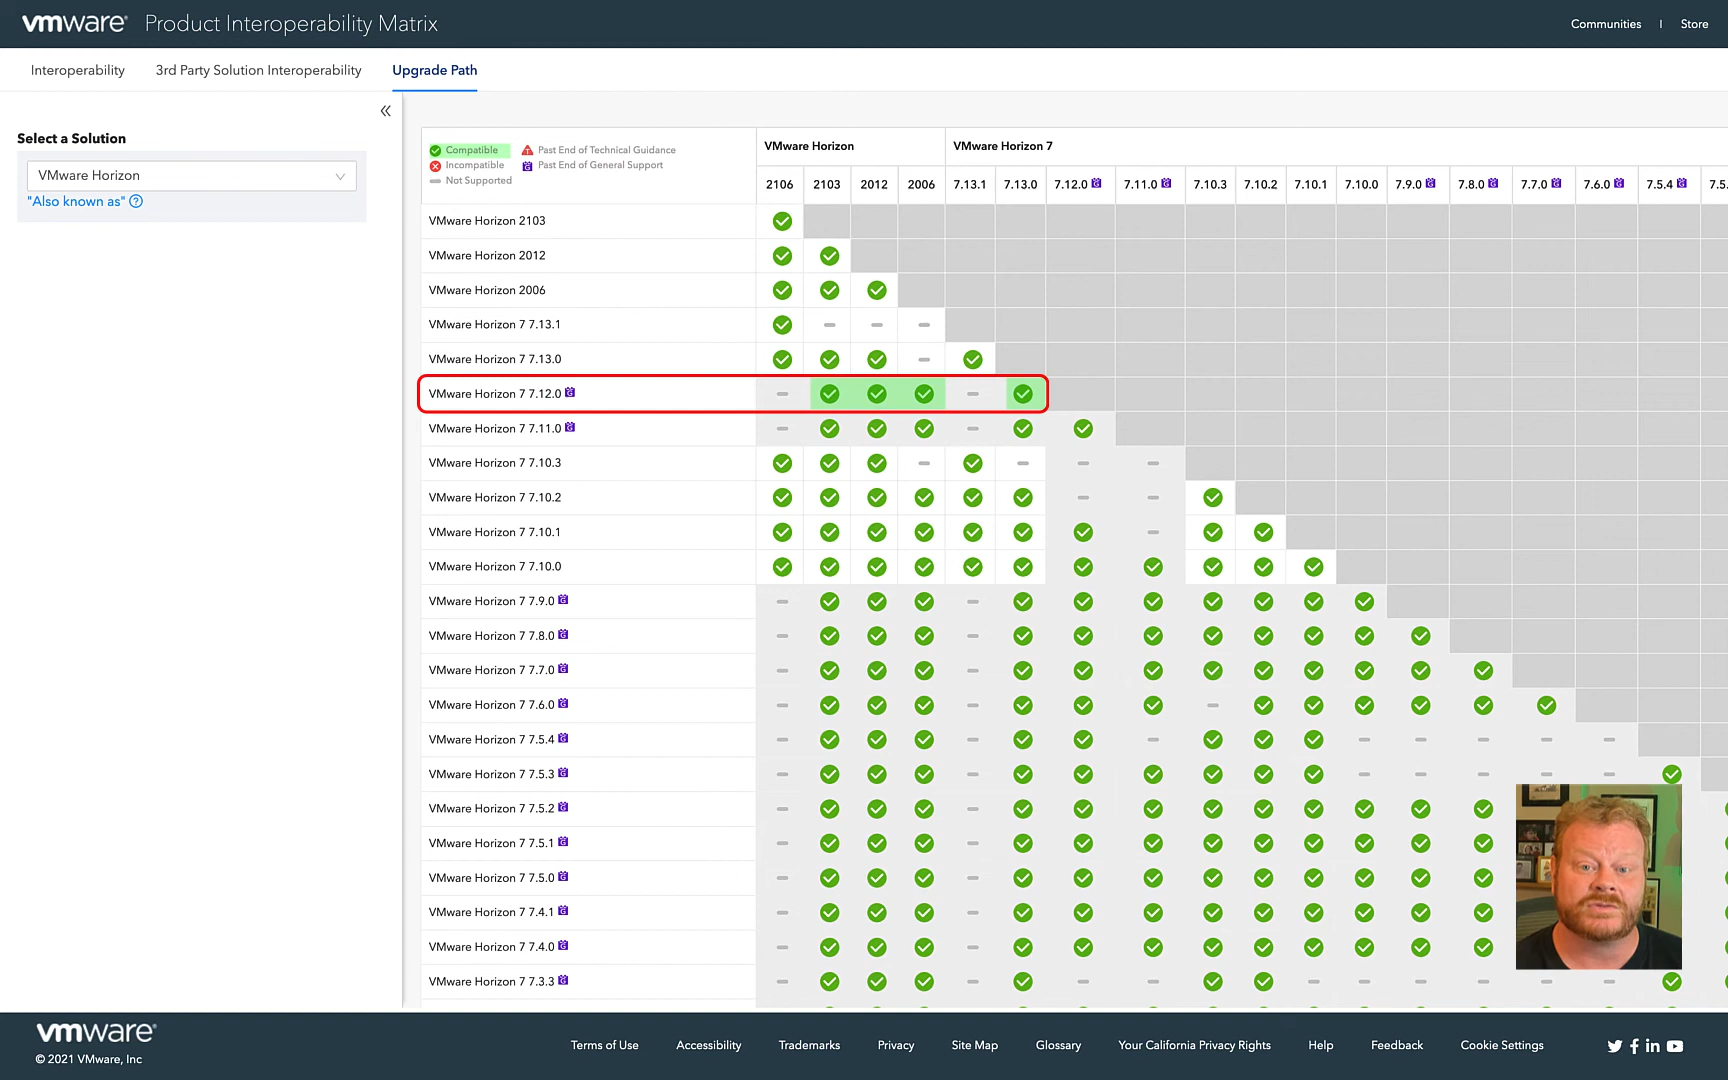 vmware® Product Interoperability Matrix
Communities | Store
Interoperability 3rd Party Solution Interoperability Upgrade Path
Select a Solution
VMware Horizon
"Also known as"
Compatible Past End of Technical Guidance
Incompatible Past End of General Support
Not Supported
VMware Horizon VMware Horizon 7
2106 2103 2012 2006 7.13.1 7.13.0 7.12.0 7.11.0 7.10.3 7.10.2 7.10.1 7.10.0 7.9.0 7.8.0 7.7.0 7.6.0 7.5.4 7.5.
VMware Horizon 2103
VMware Horizon 2012
VMware Horizon 2006
VMware Horizon 7 7.13.1
VMware Horizon 7 7.13.0
VMware Horizon 7 7.12.0
VMware Horizon 7 7.11.0
VMware Horizon 7 7.10.3
VMware Horizon 7 7.10.2
VMware Horizon 7 7.10.1
VMware Horizon 7 7.10.0
VMware Horizon 7 7.9.0
VMware Horizon 7 7.8.0
VMware Horizon 7 7.7.0
VMware Horizon 7 7.6.0
VMware Horizon 7 7.5.4
VMware Horizon 7 7.5.3
VMware Horizon 7 7.5.2
VMware Horizon 7 7.5.1
VMware Horizon 7 7.5.0
VMware Horizon 7 7.4.1
VMware Horizon 7 7.4.0
VMware Horizon 7 7.3.3
vmware®
© 2021 VMware, Inc
Terms of Use Accessibility Trademarks Privacy Site Map Glossary Your California Privacy Rights Help Feedback Cookie Settings